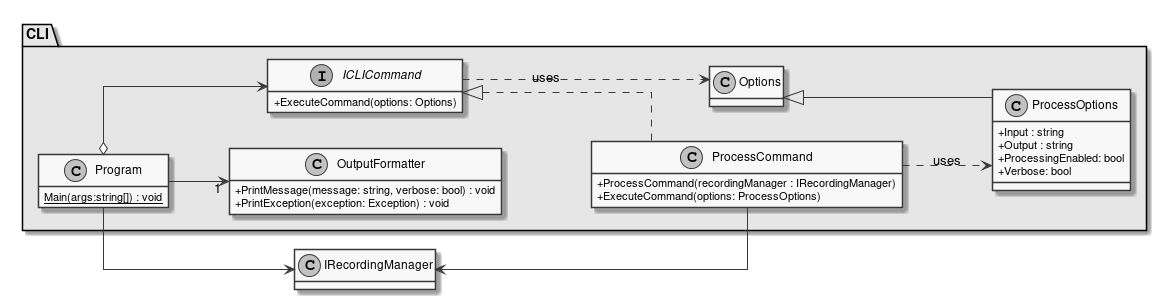 CLI
I ICLICommand
+ExecuteCommand(options: Options)
uses
C Options
C ProcessOptions
+Input : string
+Output : string
+ProcessingEnabled: bool
+Verbose: bool
C Program
Main(args:string[]) : void
1
C OutputFormatter
+PrintMessage(message: string, verbose: bool) : void
+PrintException(exception: Exception) : void
C ProcessCommand
+ProcessCommand(recordingManager : IRecordingManager)
+ExecuteCommand(options: ProcessOptions)
uses
C IRecordingManager